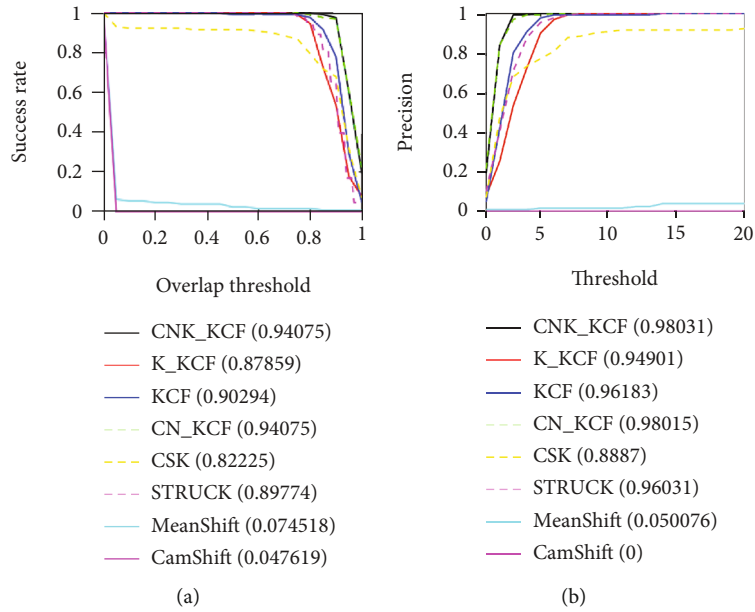 1
0.8
0.6
0.4
0.2
0
Success rate
0
0.2
0.4
0.6
0.8
1
Overlap threshold
CNK_KCF (0.94075)
K_KCF (0.87859)
KCF (0.90294)
CN_KCF (0.94075)
CSK (0.82225)
STRUCK (0.89774)
MeanShift (0.074518)
CamShift (0.047619)
(a)
1
0.8
0.6
0.4
0.2
0
Precision
0
5
10
15
20
Threshold
CNK_KCF (0.98031)
K_KCF (0.94901)
KCF (0.96183)
CN_KCF (0.98015)
CSK (0.8887)
STRUCK (0.96031)
MeanShift (0.050076)
CamShift (0)
(b)